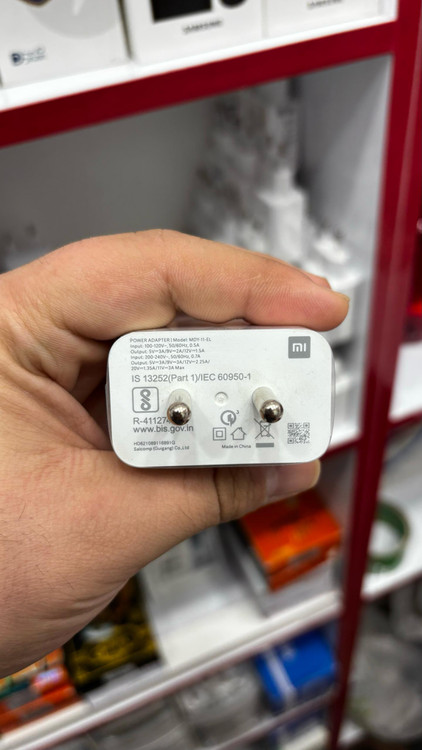 SAMSUNG
POWER ADAPTER | Model: MDY-11-EL
Input: 100-120V~, 50/60Hz, 0.5A
Output: 5V⎓3A/9V⎓2A/12V⎓1.5A
Input: 200-240V~, 50/60Hz, 0.7A
Output: 5V⎓3A/9V⎓3A/12V⎓2.25A/
20V⎓1.35A/11V⎓3A Max
IS 13252(Part 1)/IEC 60950-1
R-41127
www.bis.gov.in
Salcomp (Guigang) Co.,Ltd
Made in China
mi